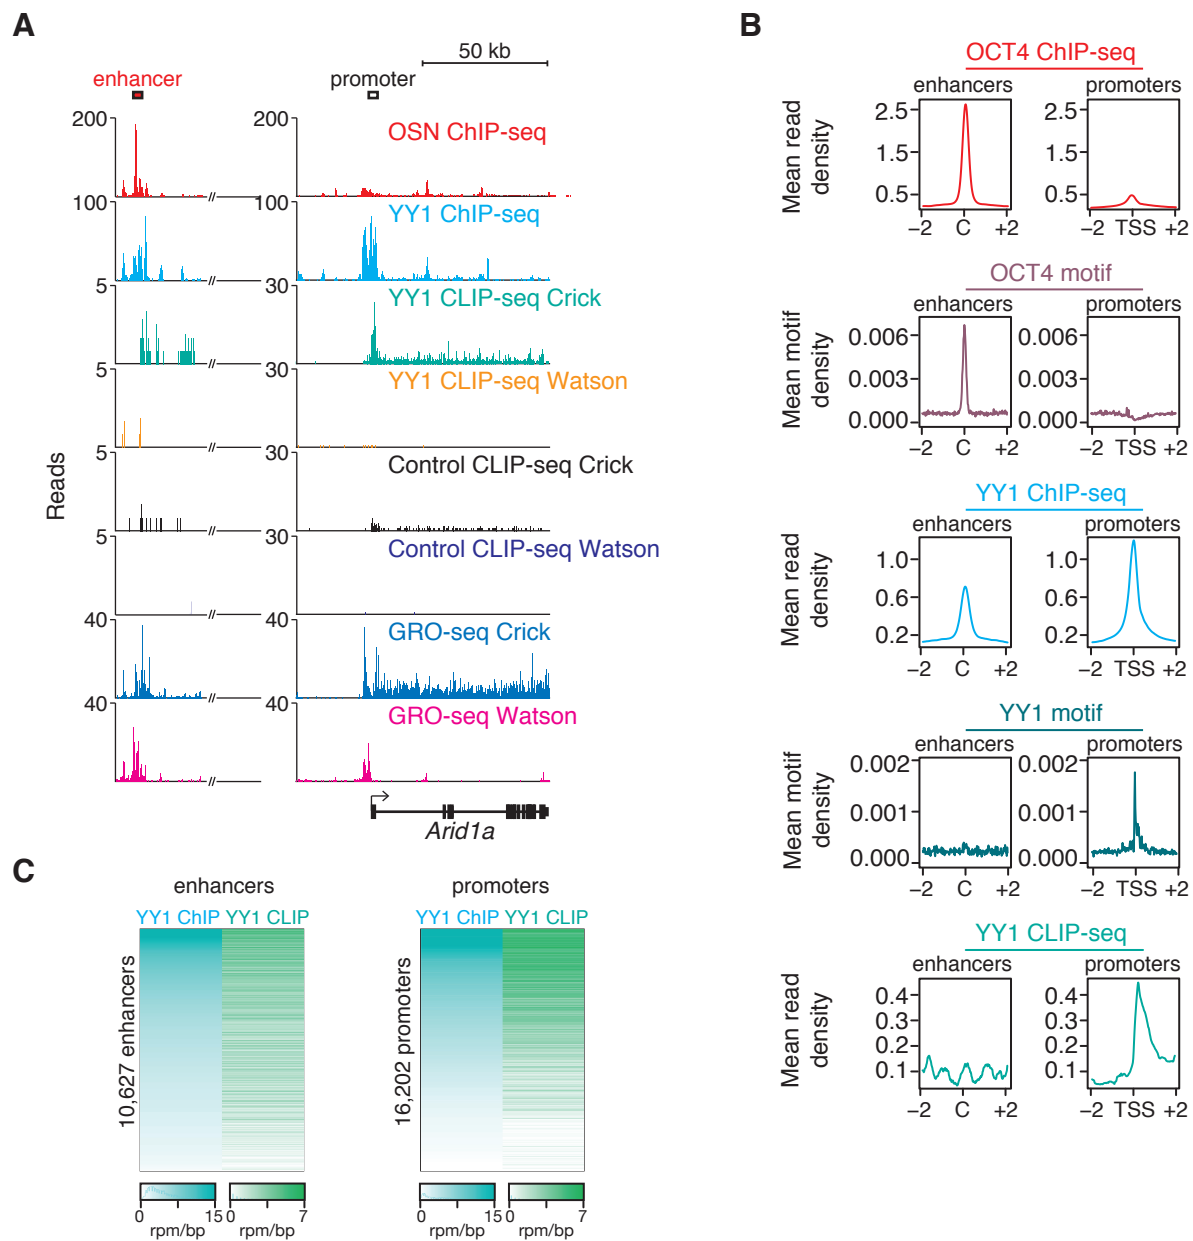 A
50 kb
enhancer
promoter
200
200
OSN ChIP-seq
100
100
YY1 ChIP-seq
5
30
YY1 CLIP-seq Crick
5
30
YY1 CLIP-seq Watson
5
30
Control CLIP-seq Crick
5
30
Control CLIP-seq Watson
40
40
GRO-seq Crick
40
40
GRO-seq Watson
Reads
//
//
//
//
//
//
//
//
Arid1a
B
OCT4 ChIP-seq
enhancers
promoters
Mean read
density
2.5
1.5
0.5
−2 C +2
2.5
1.5
0.5
−2 TSS +2
OCT4 motif
enhancers
promoters
Mean motif
density
0.006
0.003
0.000
−2 C +2
0.006
0.003
0.000
−2 TSS +2
YY1 ChIP-seq
enhancers
promoters
Mean read
density
1.0
0.6
0.2
−2 C +2
1.0
0.6
0.2
−2 TSS +2
YY1 motif
enhancers
promoters
Mean motif
density
0.002
0.001
0.000
−2 C +2
0.002
0.001
0.000
−2 TSS +2
YY1 CLIP-seq
enhancers
promoters
Mean read
density
0.4
0.3
0.2
0.1
−2 C +2
0.4
0.3
0.2
0.1
−2 TSS +2
C
enhancers
YY1 ChIP YY1 CLIP
10,627 enhancers
0 15
rpm/bp
0 7
rpm/bp
promoters
YY1 ChIP YY1 CLIP
16,202 promoters
0 15
rpm/bp
0 7
rpm/bp